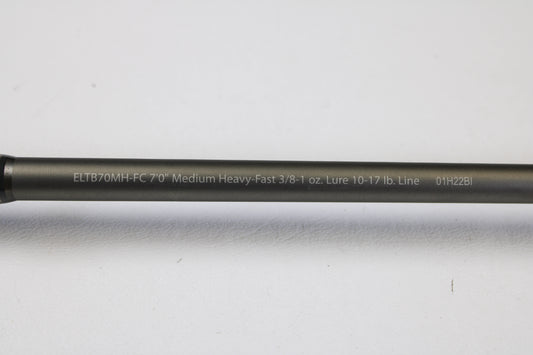 ELTB70MH-FC 7'0" Medium Heavy-Fast 3/8-1 oz. Lure 10-17 lb. Line 01H22BI